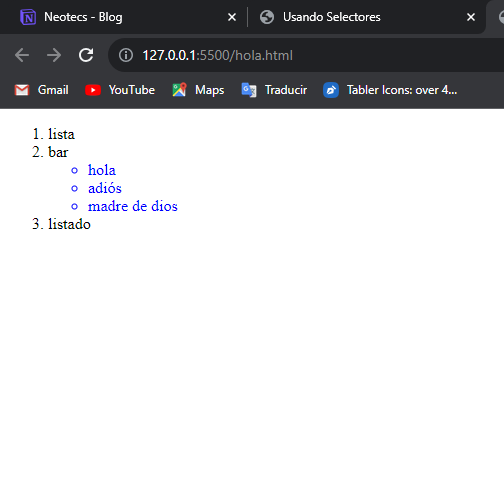 Neotecs - Blog
Usando Selectores
127.0.0.1:5500/hola.html
Gmail YouTube Maps Traducir Tabler Icons: over 4...
1. lista
2. bar
hola
adiós
madre de dios
3. listado